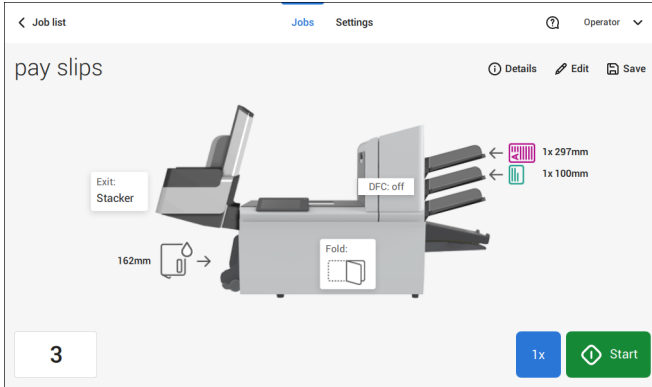 Job list
Jobs
Settings
Operator
pay slips
Details
Edit
Save
1x 297mm
1x 100mm
DFC: off
Exit:
Stacker
Fold:
162mm
3
1x
Start